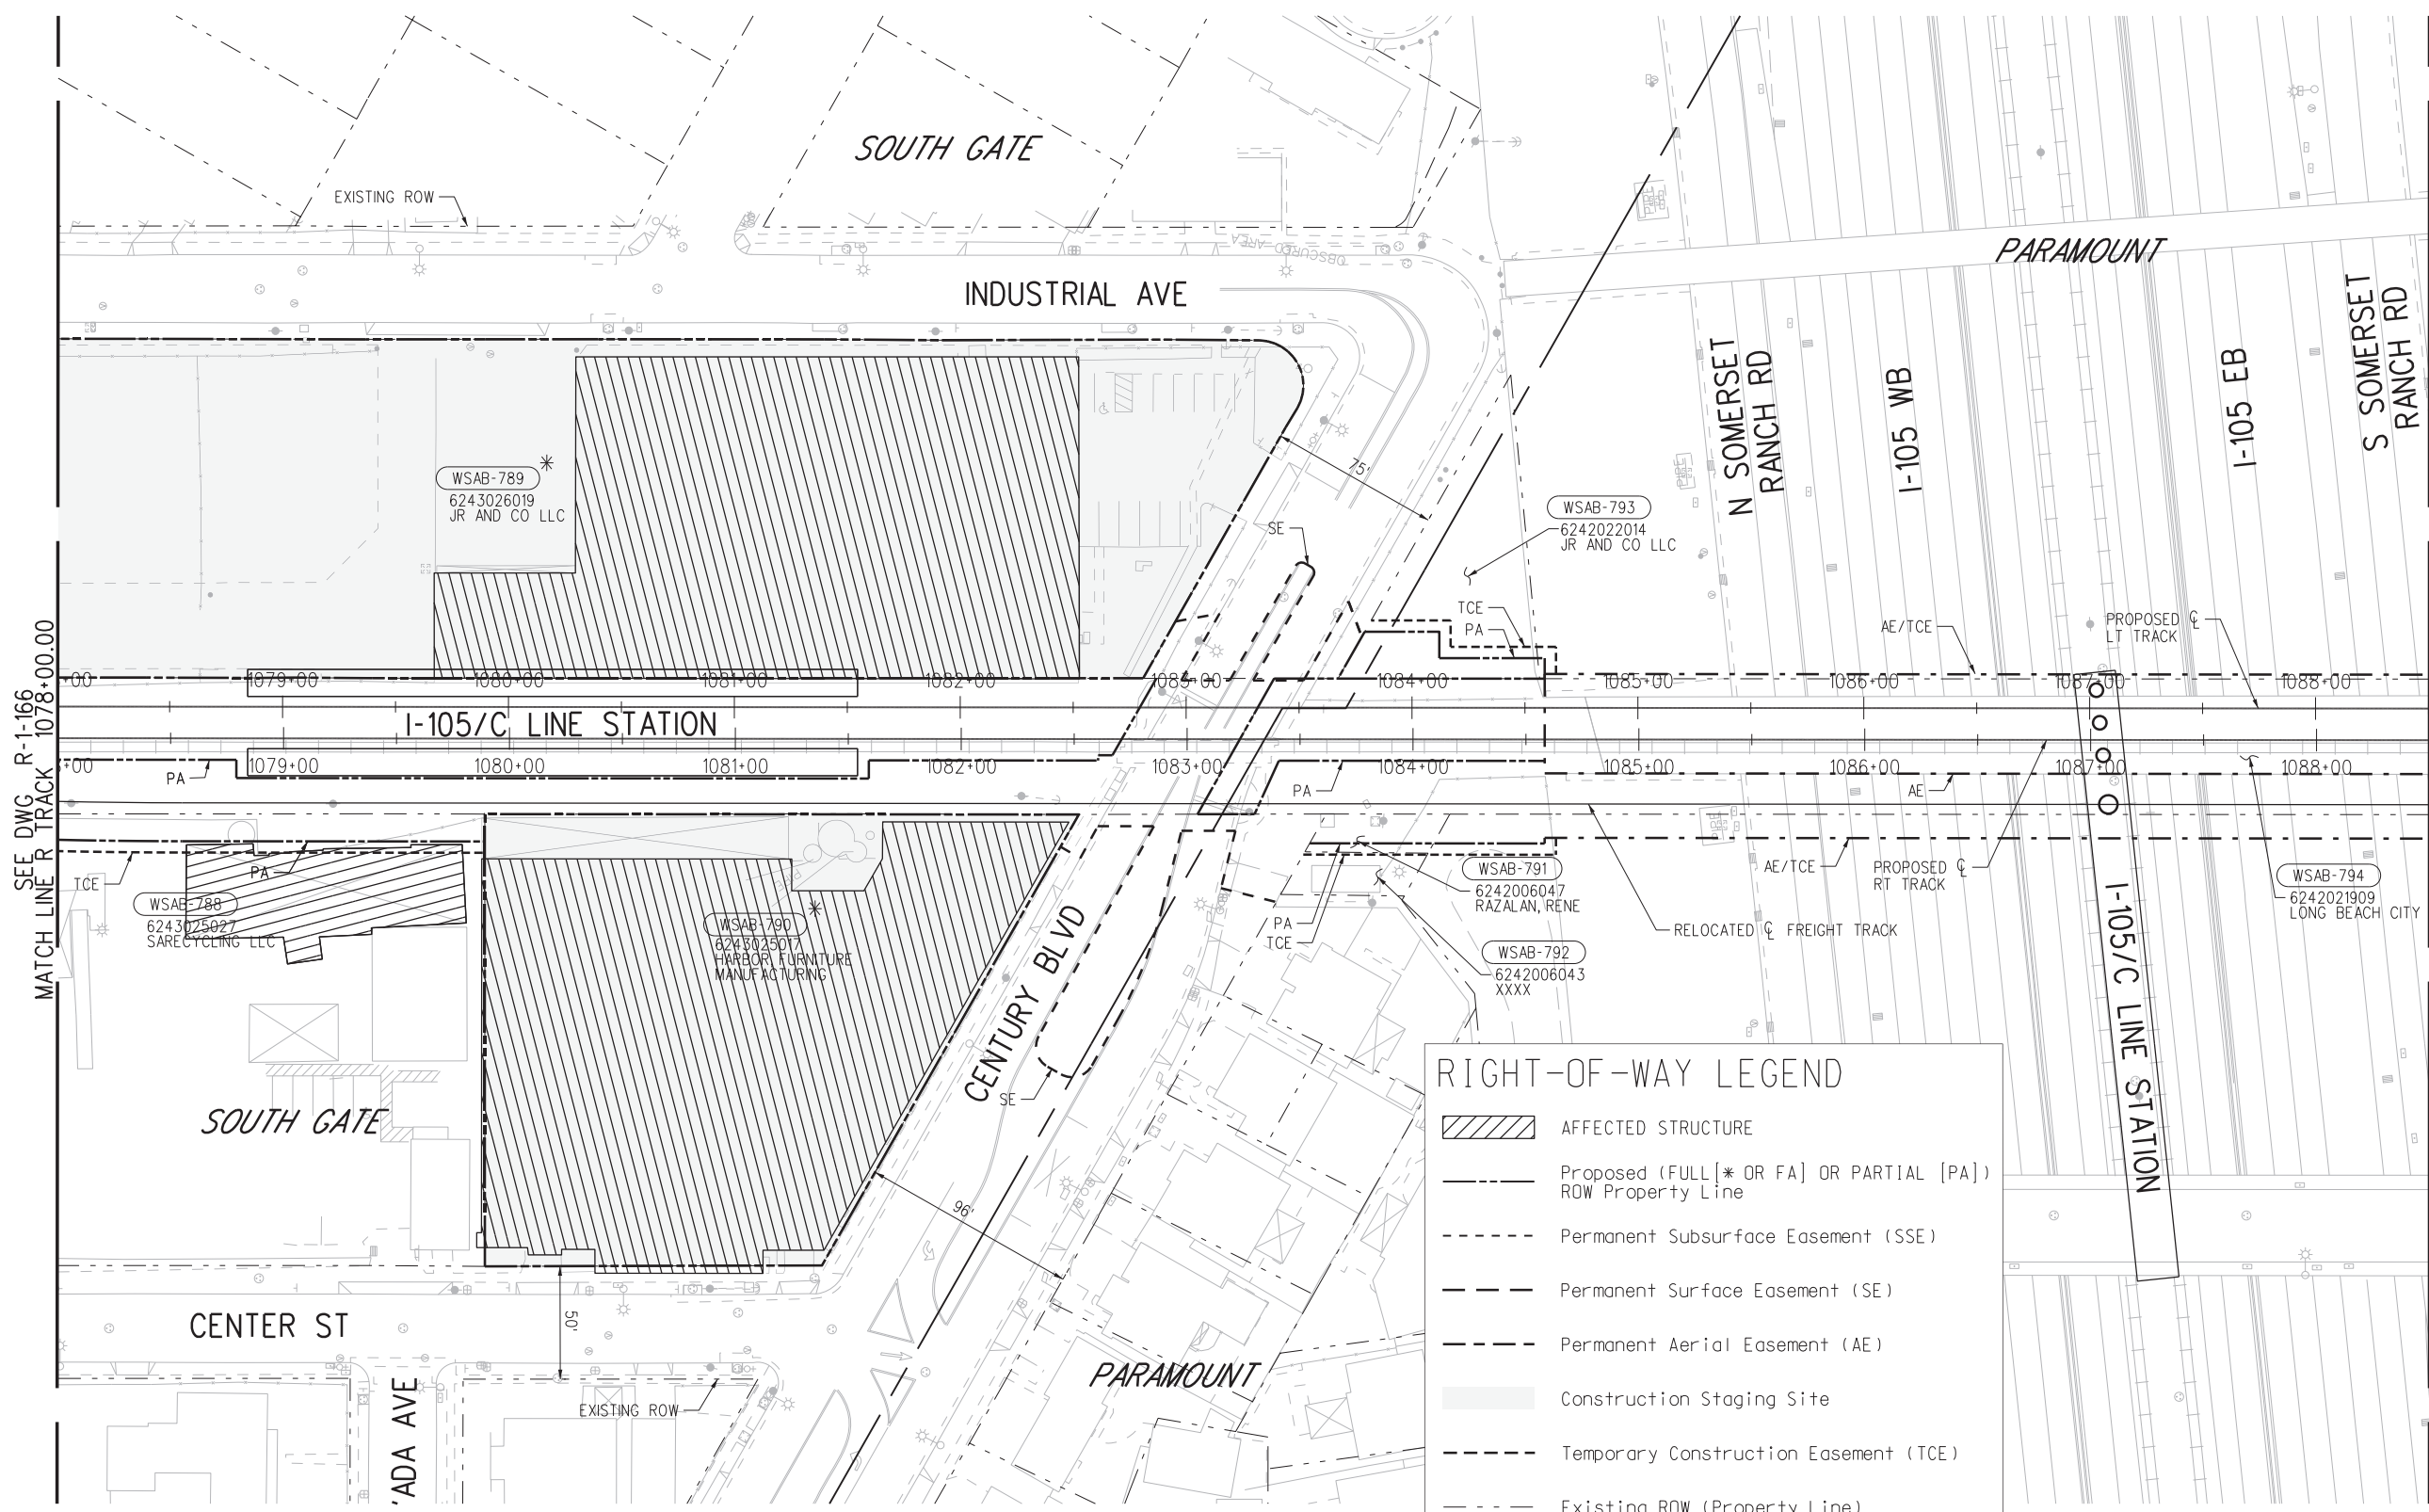 SOUTH GATE
EXISTING ROW
OBSCURED AREA
PARAMOUNT
INDUSTRIAL AVE
N SOMERSET
RANCH RD
I-105 WB
I-105 EB
S SOMERSET
RANCH RD
WSAB-789 *
6243026019
JR AND CO LLC
75'
SE
WSAB-793
6242022014
JR AND CO LLC
TCE
PA
AE/TCE
PROPOSED ℄
LT TRACK
SEE DWG R-1-166
MATCH LINE R TRACK 1078+00.00
+00
1079+00
1080+00
1081+00
1082+00
1083+00
1084+00
1085+00
1086+00
1087+00
1088+00
I-105/C LINE STATION
+00
1079+00
1080+00
1081+00
1082+00
1083+00
1084+00
1085+00
1086+00
1087+00
1088+00
PA
PA
AE
TCE
PA
WSAB-788
6243025027
SARECYCLING LLC
WSAB-790 *
6243025017
HARBOR FURNITURE
MANUFACTURING
WSAB-791
6242006047
RAZALAN, RENE
PA
TCE
WSAB-792
6242006043
XXXX
AE/TCE
PROPOSED ℄
RT TRACK
RELOCATED ℄ FREIGHT TRACK
WSAB-794
6242021909
LONG BEACH CITY
I-105/C LINE STATION
CENTURY BLVD
SE
SOUTH GATE
96'
CENTER ST
50'
EXISTING ROW
PARAMOUNT
RIGHT-OF-WAY LEGEND
AFFECTED STRUCTURE
Proposed (FULL[* OR FA] OR PARTIAL [PA])
ROW Property Line
Permanent Subsurface Easement (SSE)
Permanent Surface Easement (SE)
Permanent Aerial Easement (AE)
Construction Staging Site
Temporary Construction Easement (TCE)
Existing ROW (Property Line)